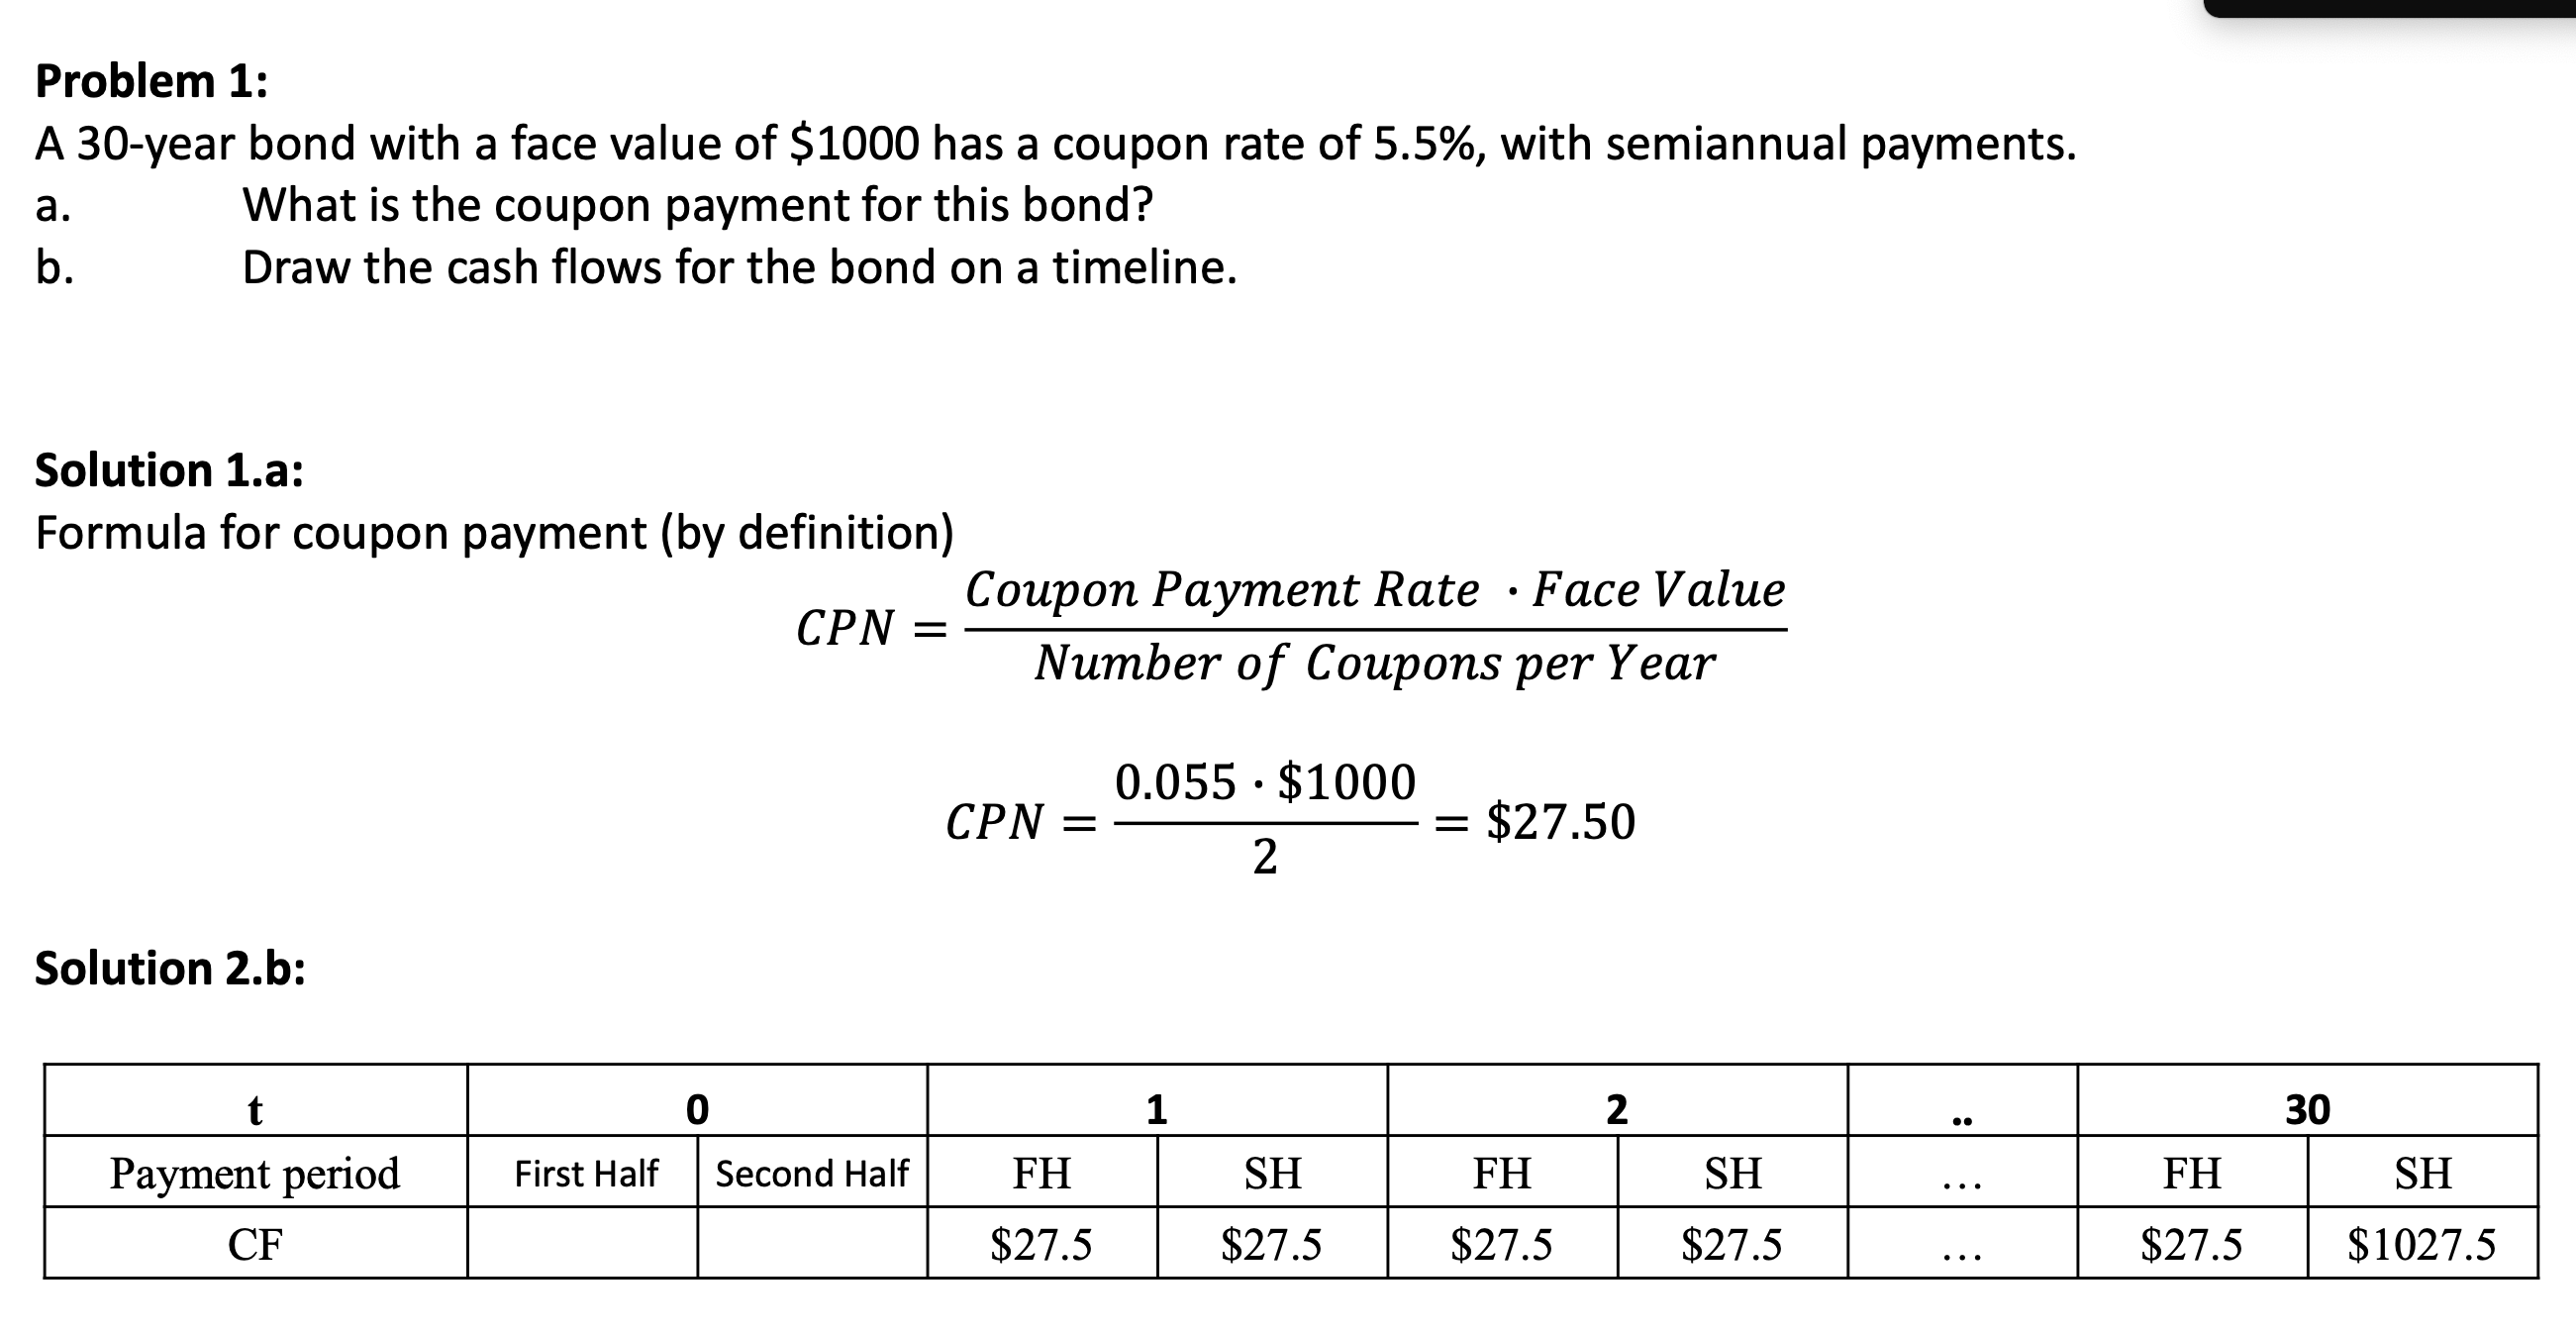 Problem 1:
A 30-year bond with a face value of $1000 has a coupon rate of 5.5%, with semiannual payments.
a. What is the coupon payment for this bond?
b. Draw the cash flows for the bond on a timeline.
Solution 1.a:
Formula for coupon payment (by definition)
CPN = Coupon Payment Rate · Face Value / Number of Coupons per Year
CPN = 0.055 · $1000 / 2 = $27.50
Solution 2.b:
t 0 1 2 .. 30
Payment period First Half Second Half FH SH FH SH ... FH SH
CF $27.5 $27.5 $27.5 $27.5 ... $27.5 $1027.5